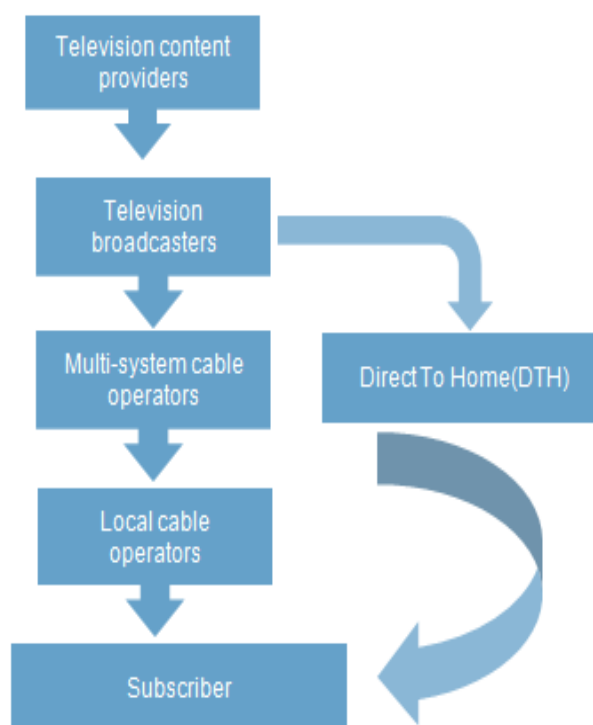 Television content
providers
Television
broadcasters
Multi-system cable
operators
Direct To Home(DTH)
Local cable
operators
Subscriber